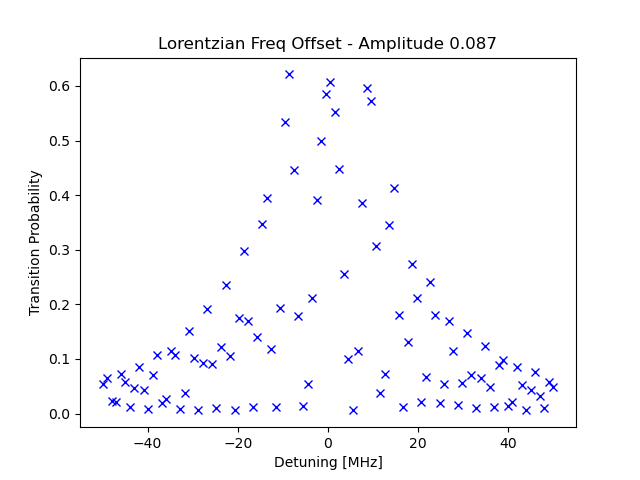 Lorentzian Freq Offset - Amplitude 0.087
Transition Probability
0.6
0.5
0.4
0.3
0.2
0.1
0.0
−40 −20 0 20 40
Detuning [MHz]